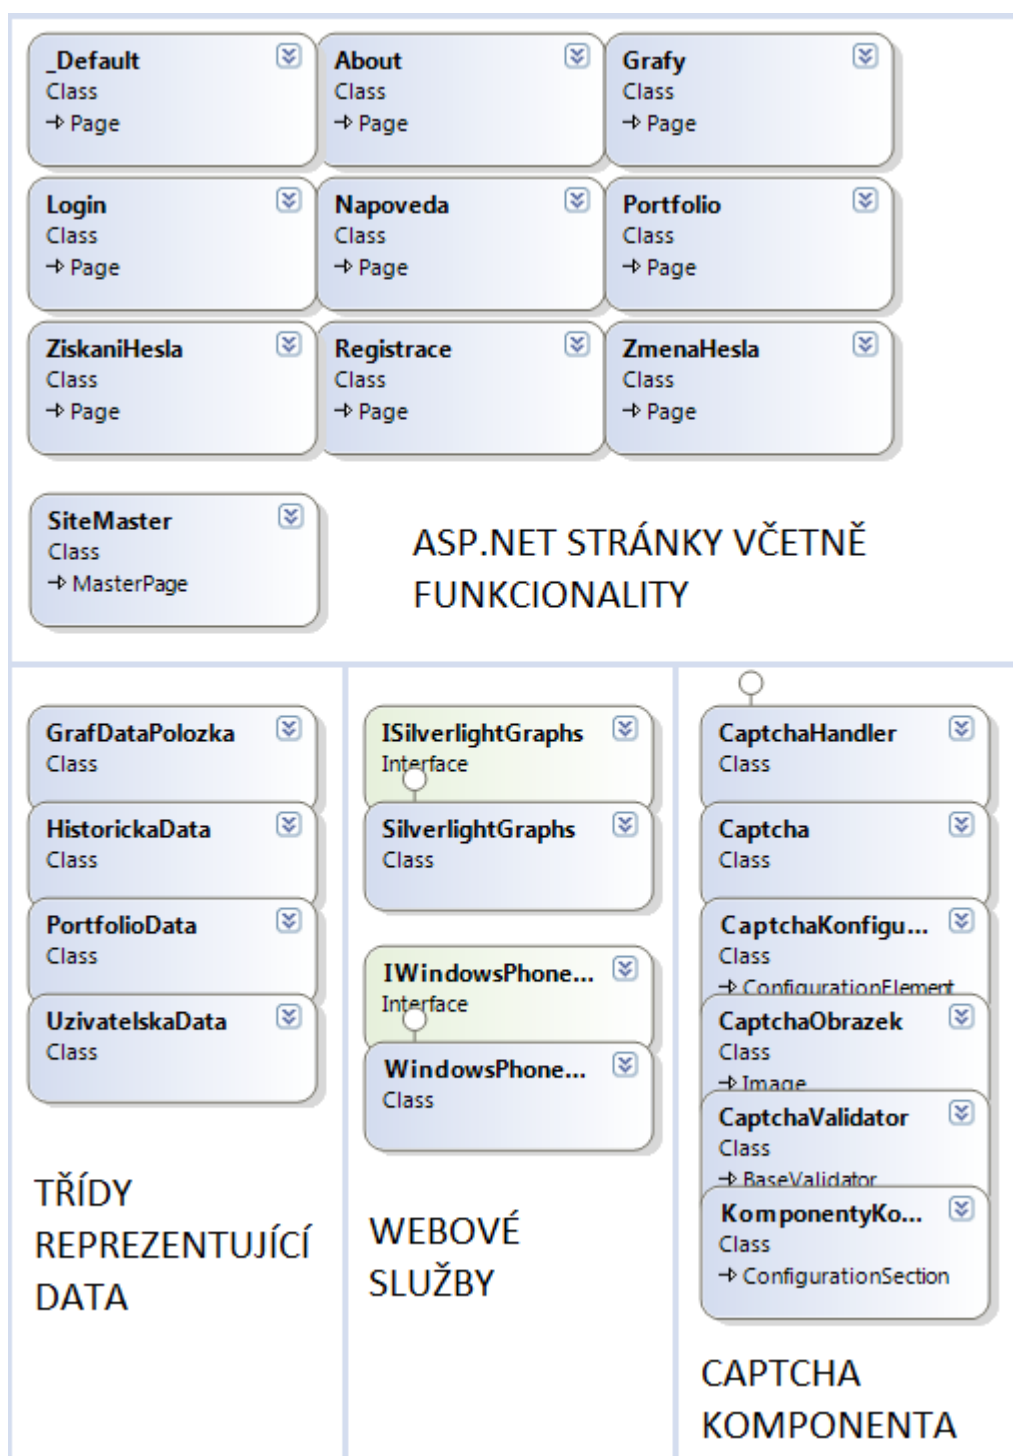 _Default
Class
Page
About
Class
Page
Grafy
Class
Page
Login
Class
Page
Napoveda
Class
Page
Portfolio
Class
Page
ZiskaniHesla
Class
Page
Registrace
Class
Page
ZmenaHesla
Class
Page
SiteMaster
Class
MasterPage
ASP.NET STRÁNKY VČETNĚ
FUNKCIONALITY
GrafDataPolozka
Class
HistorickaData
Class
PortfolioData
Class
UzivatelskaData
Class
TŘÍDY
REPREZENTUJÍCÍ
DATA
ISilverlightGraphs
Interface
SilverlightGraphs
Class
IWindowsPhone...
Interface
WindowsPhone...
Class
WEBOVÉ
SLUŽBY
CaptchaHandler
Class
Captcha
Class
CaptchaKonfigu...
Class
ConfigurationElement
CaptchaObrazek
Class
Image
CaptchaValidator
Class
BaseValidator
KomponentyKo...
Class
ConfigurationSection
CAPTCHA
KOMPONENTA